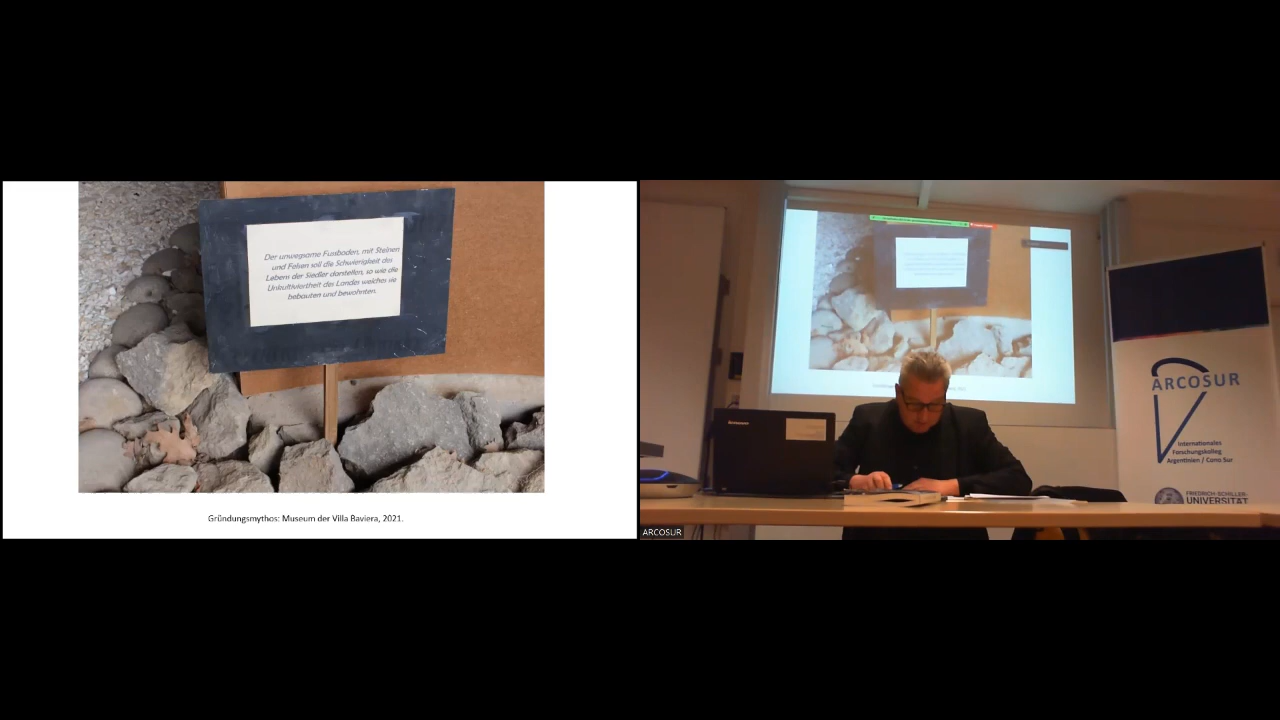 Der unwegsame Fussboden, mit Steinen
und Felsen soll die Schwierigkeit des
Lebens der Siedler darstellen, so wie die
Unkultiviertheit des Landes welches sie
bebauten und bewohnten.
Gründungsmythos: Museum der Villa Baviera, 2021.
lenovo
ARCOSUR
Internationales
Forschungskolleg
Argentinien / Cono Sur
FRIEDRICH-SCHILLER-
UNIVERSITÄT
ARCOSUR